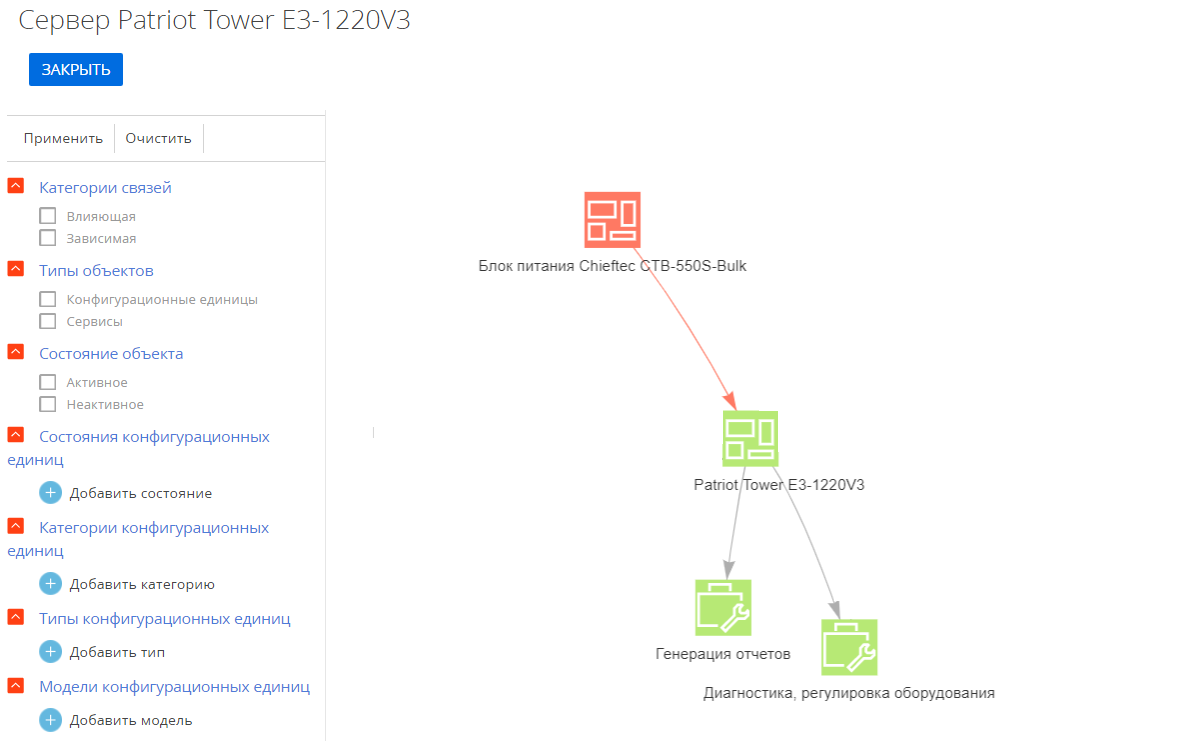 Сервер Patriot Tower E3-1220V3
ЗАКРЫТЬ
Применить
Очистить
Категории связей
Влияющая
Зависимая
Типы объектов
Конфигурационные единицы
Сервисы
Состояние объекта
Активное
Неактивное
Состояния конфигурационных
единиц
Добавить состояние
Категории конфигурационных
единиц
Добавить категорию
Типы конфигурационных единиц
Добавить тип
Модели конфигурационных единиц
Добавить модель
Блок питания Chieftec CTB-550S-Bulk
Patriot Tower E3-1220V3
Генерация отчетов
Диагностика, регулировка оборудования